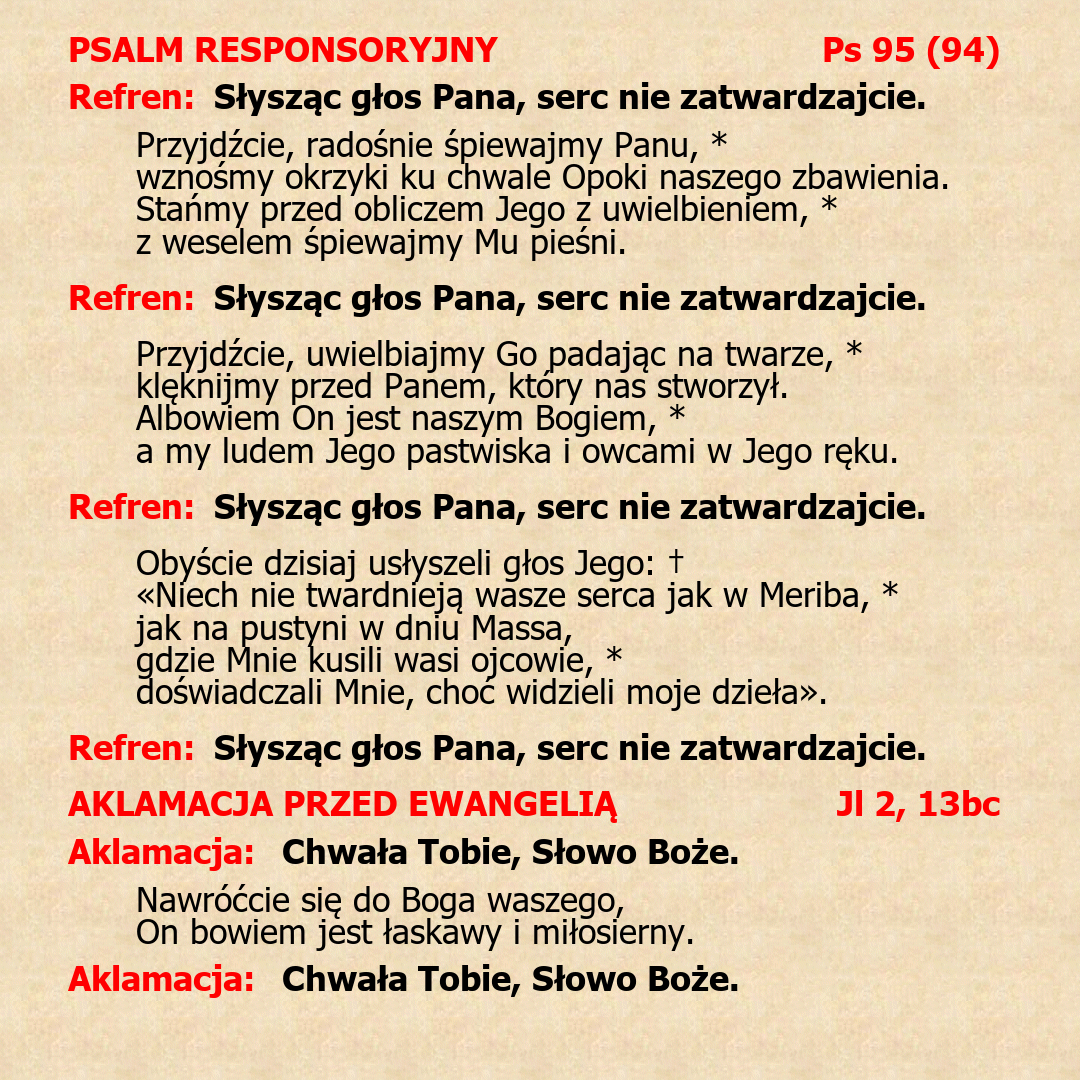 PSALM RESPONSORYJNY Ps 95 (94)
Refren: Słysząc głos Pana, serc nie zatwardzajcie.
Przyjdźcie, radośnie śpiewajmy Panu, *
wznośmy okrzyki ku chwale Opoki naszego zbawienia.
Stańmy przed obliczem Jego z uwielbieniem, *
z weselem śpiewajmy Mu pieśni.
Refren: Słysząc głos Pana, serc nie zatwardzajcie.
Przyjdźcie, uwielbiajmy Go padając na twarze, *
klęknijmy przed Panem, który nas stworzył.
Albowiem On jest naszym Bogiem, *
a my ludem Jego pastwiska i owcami w Jego ręku.
Refren: Słysząc głos Pana, serc nie zatwardzajcie.
Obyście dzisiaj usłyszeli głos Jego: †
«Niech nie twardnieją wasze serca jak w Meriba, *
jak na pustyni w dniu Massa,
gdzie Mnie kusili wasi ojcowie, *
doświadczali Mnie, choć widzieli moje dzieła».
Refren: Słysząc głos Pana, serc nie zatwardzajcie.
AKLAMACJA PRZED EWANGELIĄ Jl 2, 13bc
Aklamacja: Chwała Tobie, Słowo Boże.
Nawróćcie się do Boga waszego,
On bowiem jest łaskawy i miłosierny.
Aklamacja: Chwała Tobie, Słowo Boże.